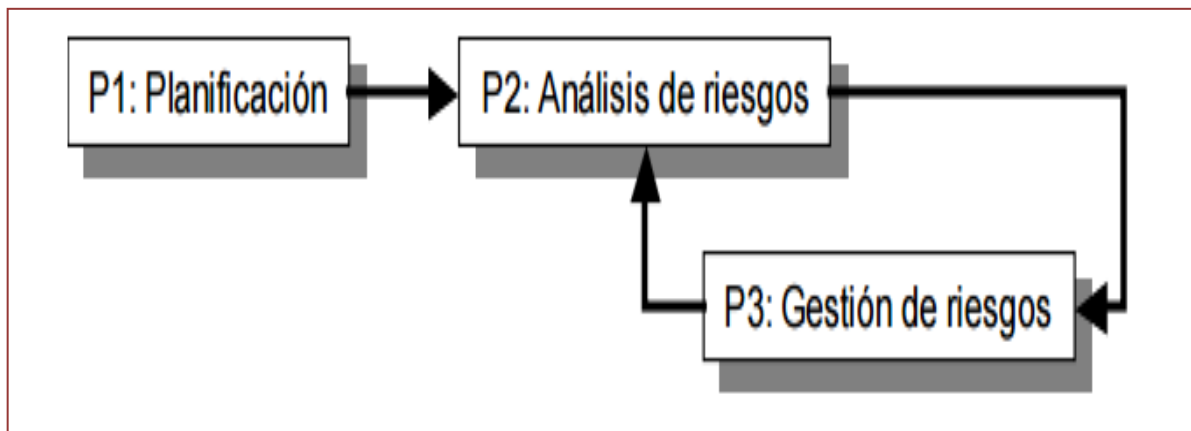 P1: Planificación
P2: Análisis de riesgos
P3: Gestión de riesgos